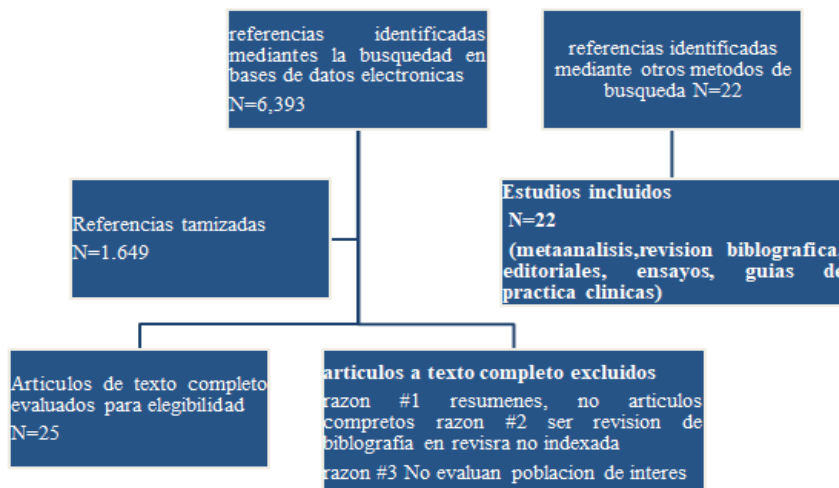 referencias identificadas
mediantes la busquedad en
bases de datos electronicas
N=6,393
referencias identificadas
mediante otros metodos de
busqueda N=22
Referencias tamizadas
N=1.649
Estudios incluidos
N=22
(metaanalisis,revision biblografica,
editoriales, ensayos, guias de
practica clinicas)
Articulos de texto completo
evaluados para elegibilidad
N=25
articulos a texto completo excluidos
razon #1 resumenes, no articulos
compretos razon #2 ser revision de
bibliografía en revisra no indexada
razon #3 No evaluan poblacion de interes